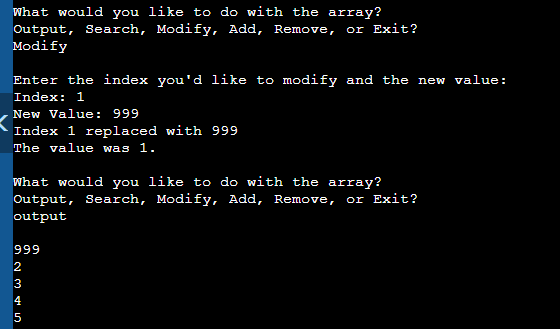 What would you like to do with the array?
Output, Search, Modify, Add, Remove, or Exit?
Modify
Enter the index you'd like to modify and the new value:
Index: 1
New Value: 999
Index 1 replaced with 999
The value was 1.
What would you like to do with the array?
Output, Search, Modify, Add, Remove, or Exit?
output
999
2
3
4
5